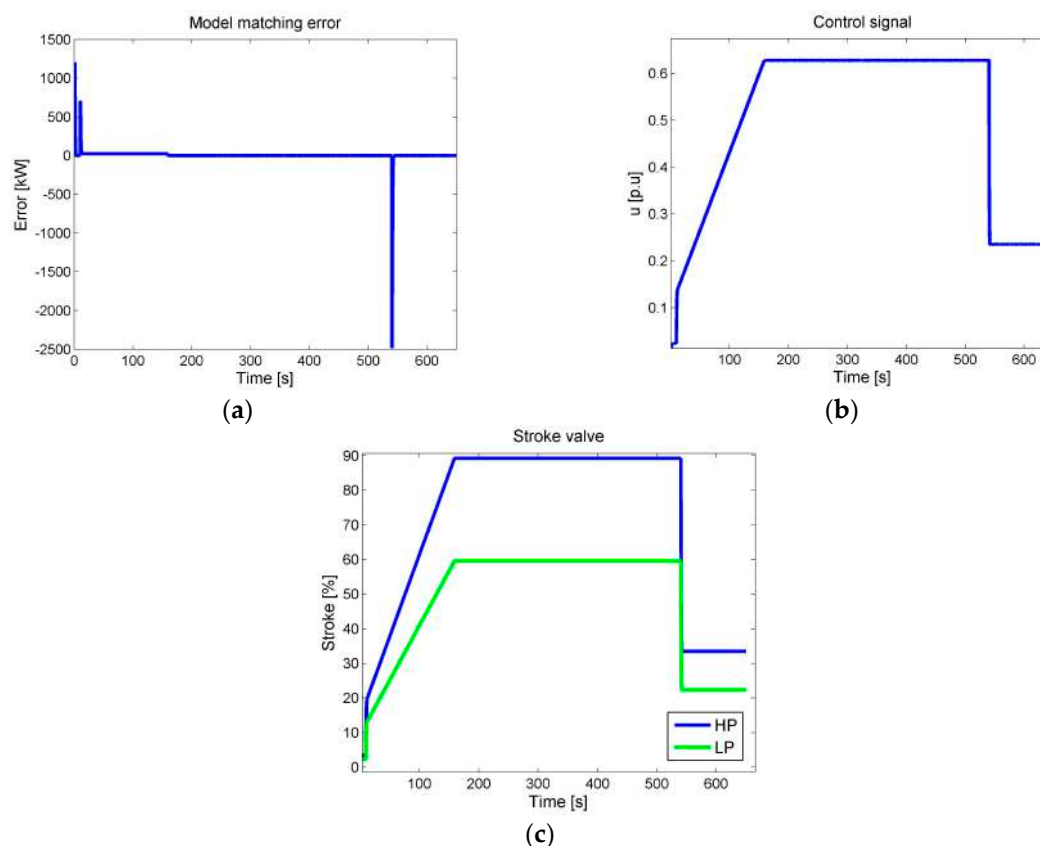 Model matching error
1500
1000
500
0
-500
-1000
-1500
-2000
-2500
Error [kW]
0 100 200 300 400 500 600
Time [s]
(a)
Control signal
0.6
0.5
0.4
0.3
0.2
0.1
u [p.u]
100 200 300 400 500 600
Time [s]
(b)
Stroke valve
90
80
70
60
50
40
30
20
10
0
Stroke [%]
HP
LP
100 200 300 400 500 600
Time [s]
(c)